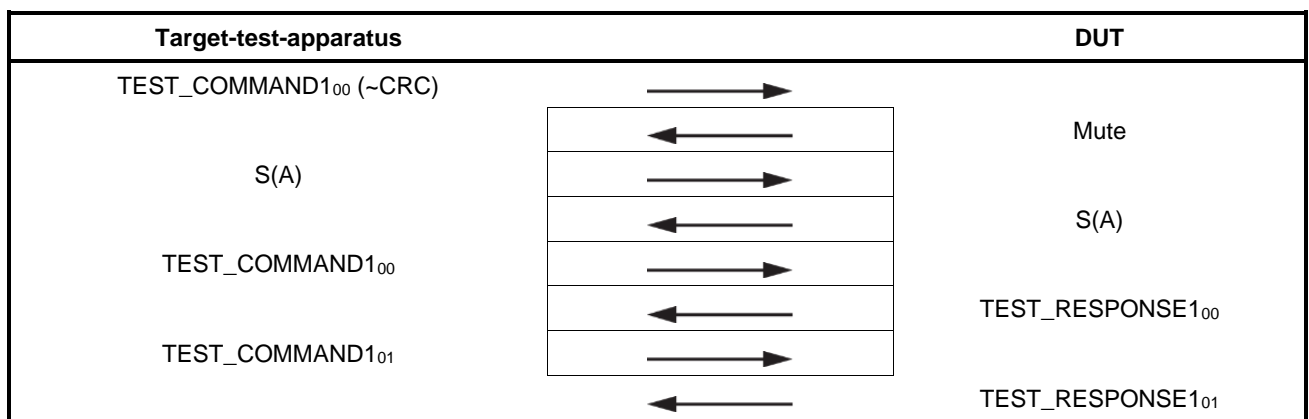 Target-test-apparatus DUT
TEST_COMMAND1₀₀ (~CRC)
Mute
S(A)
S(A)
TEST_COMMAND1₀₀
TEST_RESPONSE1₀₀
TEST_COMMAND1₀₁
TEST_RESPONSE1₀₁